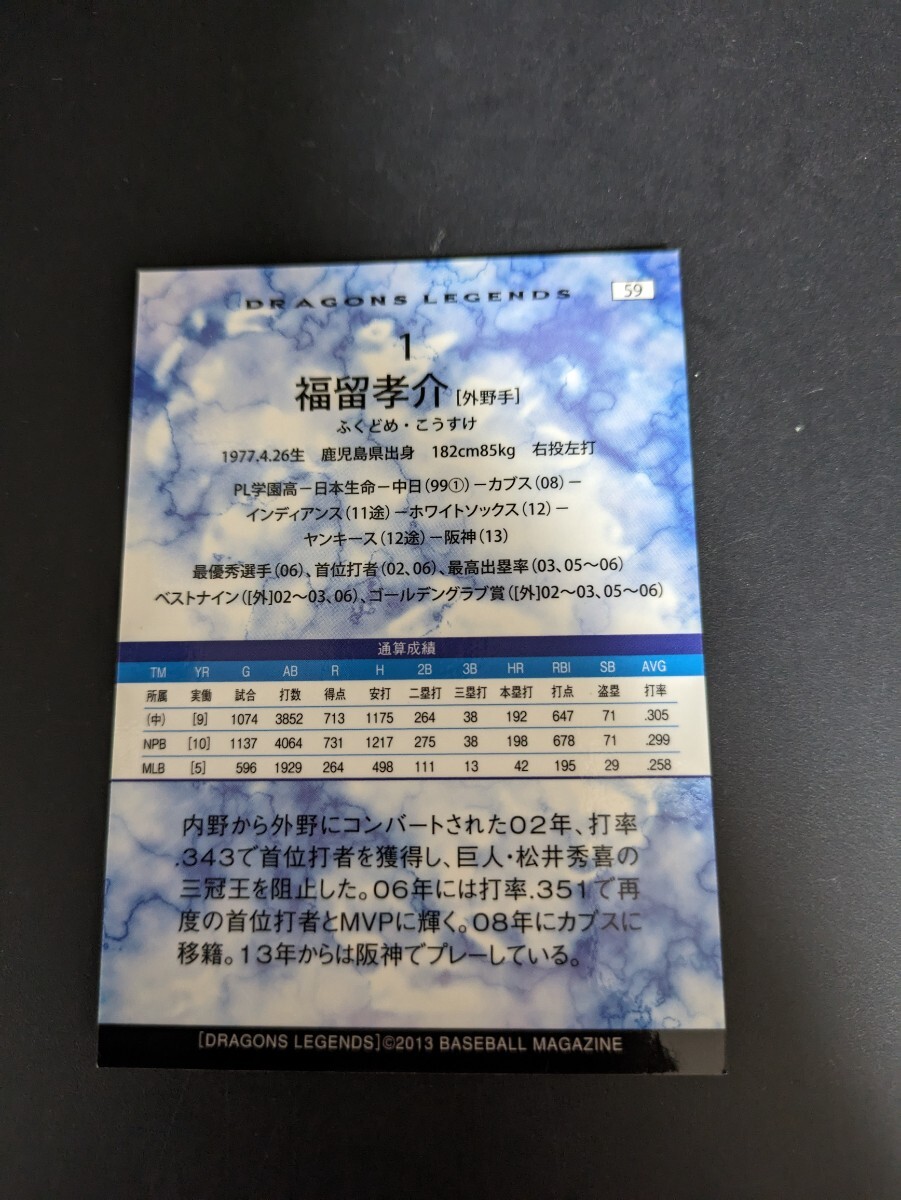 DRAGONS LEGENDS 59
1
福留孝介 [外野手]
ふくどめ・こうすけ
1977.4.26生 鹿児島県出身 182cm85kg 右投左打
PL学園高－日本生命－中日(99①)－カブス(08)－
インディアンス(11途)－ホワイトソックス(12)－
ヤンキース(12途)－阪神(13)
最優秀選手(06)、首位打者(02、06)、最高出塁率(03、05～06)
ベストナイン([外]02～03、06)、ゴールデングラブ賞([外]02～03、05～06)
通算成績
TM YR G AB R H 2B 3B HR RBI SB AVG
所属 実働 試合 打数 得点 安打 二塁打 三塁打 本塁打 打点 盗塁 打率
(中) [9] 1074 3852 713 1175 264 38 192 647 71 .305
NPB [10] 1137 4064 731 1217 275 38 198 678 71 .299
MLB [5] 596 1929 264 498 111 13 42 195 29 .258
内野から外野にコンバートされた02年、打率
.343で首位打者を獲得し、巨人・松井秀喜の
三冠王を阻止した。06年には打率.351で再
度の首位打者とMVPに輝く。08年にカブスに
移籍。13年からは阪神でプレーしている。
[DRAGONS LEGENDS]©2013 BASEBALL MAGAZINE